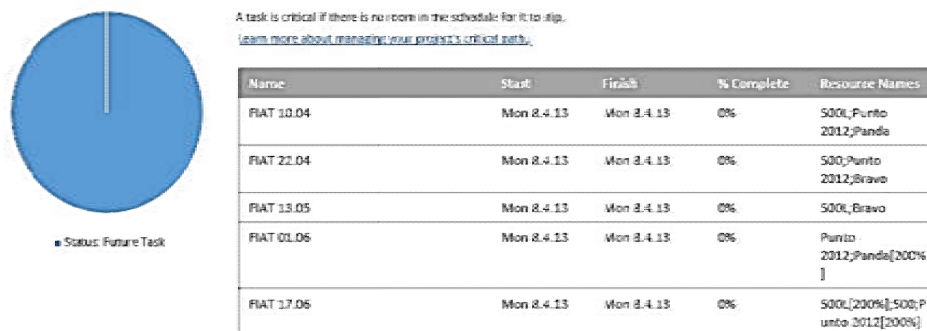 A task is critical if there is no room in the schedule for it to slip.
Learn more about managing your project's critical path.
Name Start Finish % Complete Resource Names
FIAT 10.04 Mon 8.4.13 Mon 8.4.13 0% 500L;Punto
2012;Panda
FIAT 22.04 Mon 8.4.13 Mon 8.4.13 0% 500;Punto
2012;Bravo
FIAT 13.05 Mon 8.4.13 Mon 8.4.13 0% 500L;Bravo
FIAT 01.06 Mon 8.4.13 Mon 8.4.13 0% Punto
2012;Panda[200%
]
FIAT 17.06 Mon 8.4.13 Mon 8.4.13 0% 500L[200%];500;P
unto 2012[200%]
Status: Future Task